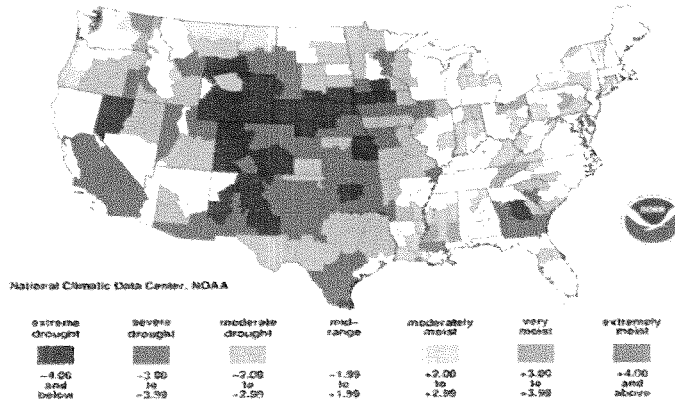 National Climatic Data Center, NOAA
extreme drought
severe drought
moderate drought
mid-range
moderately moist
very moist
extremely moist
-4.00 and below
-3.00 to -3.99
-2.00 to -2.99
-1.99 to +1.99
+2.00 to +2.99
+3.00 to +3.99
+4.00 and above